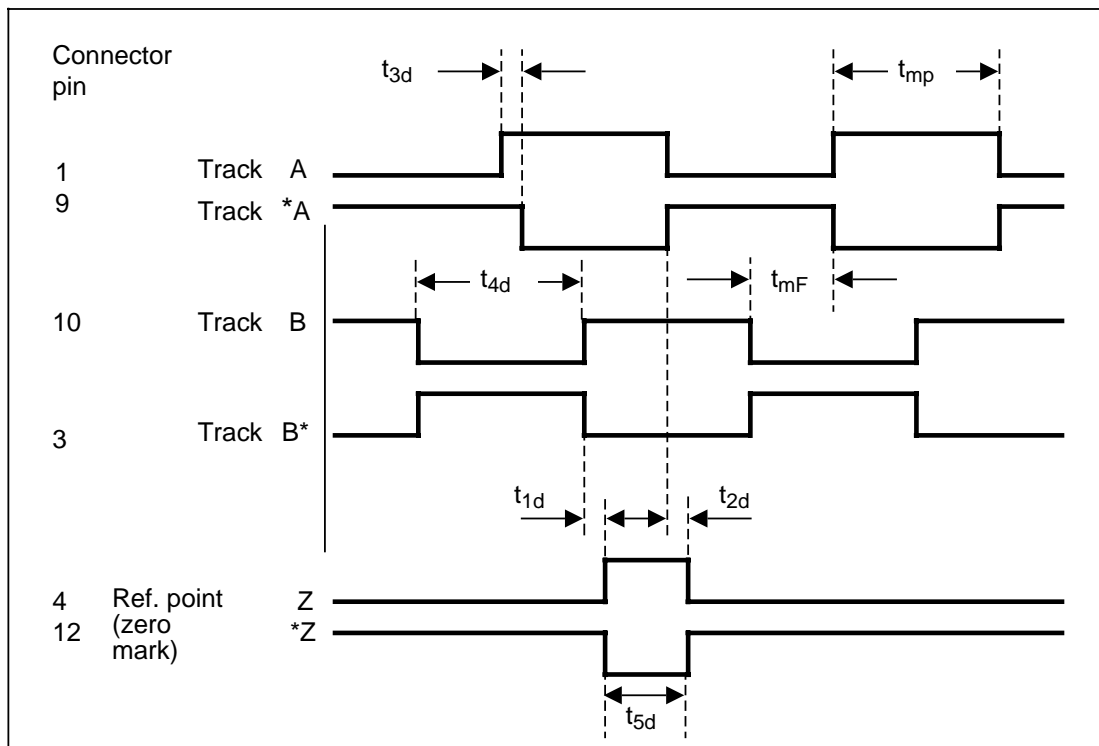 Connector
pin
t3d
tmp
1 Track A
9 Track *A
t4d
tmF
10 Track B
3 Track B*
t1d
t2d
4 Ref. point Z
12 (zero *Z
mark)
t5d